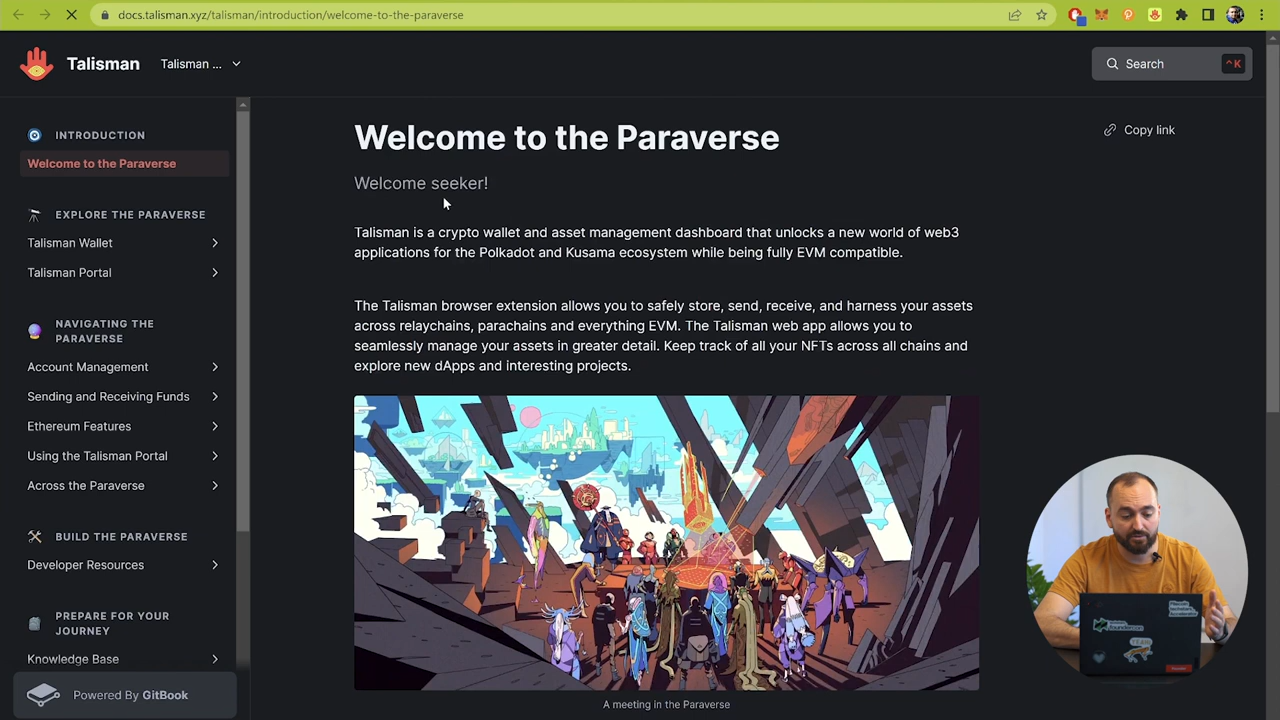 docs.talisman.xyz/talisman/introduction/welcome-to-the-paraverse
Talisman
Talisman ...
Search
^K
INTRODUCTION
Welcome to the Paraverse
EXPLORE THE PARAVERSE
Talisman Wallet
Talisman Portal
NAVIGATING THE
PARAVERSE
Account Management
Sending and Receiving Funds
Ethereum Features
Using the Talisman Portal
Across the Paraverse
BUILD THE PARAVERSE
Developer Resources
PREPARE FOR YOUR
JOURNEY
Knowledge Base
Powered By GitBook
Welcome to the Paraverse
Copy link
Welcome seeker!
Talisman is a crypto wallet and asset management dashboard that unlocks a new world of web3
applications for the Polkadot and Kusama ecosystem while being fully EVM compatible.
The Talisman browser extension allows you to safely store, send, receive, and harness your assets
across relaychains, parachains and everything EVM. The Talisman web app allows you to
seamlessly manage your assets in greater detail. Keep track of all your NFTs across all chains and
explore new dApps and interesting projects.
A meeting in the Paraverse